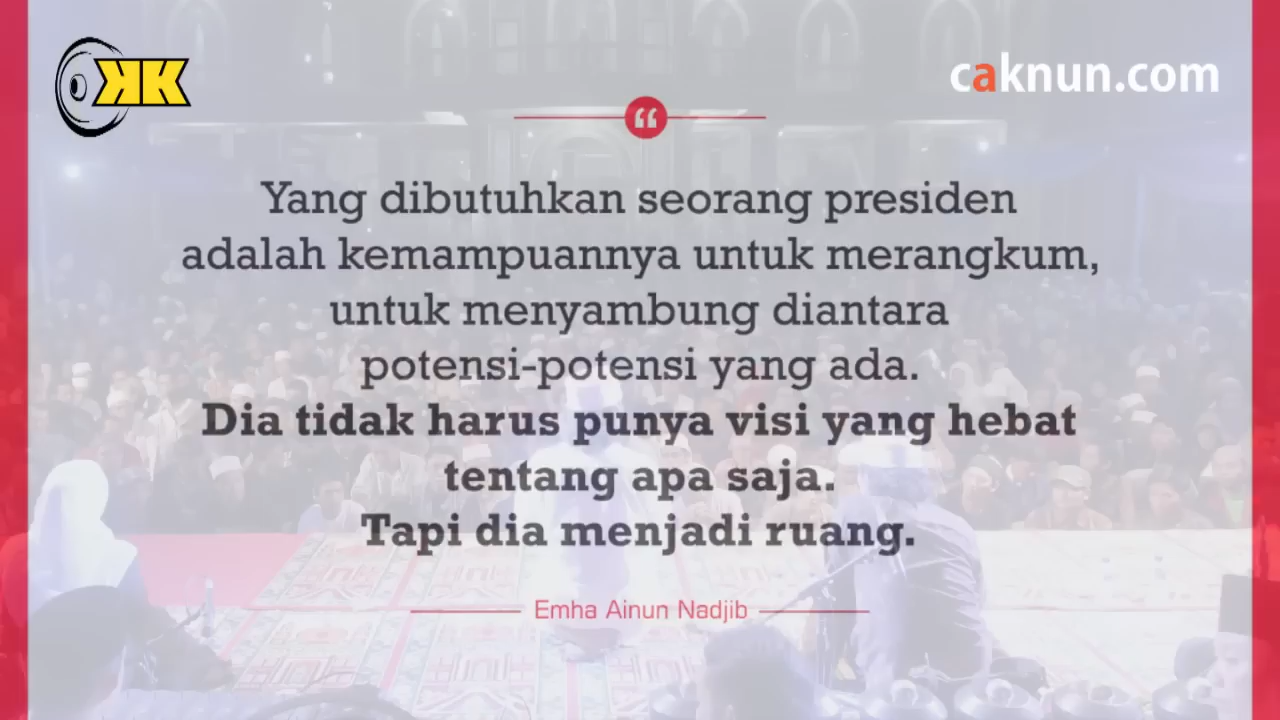 KK
caknun.com
“
Yang dibutuhkan seorang presiden
adalah kemampuannya untuk merangkum,
untuk menyambung diantara
potensi-potensi yang ada.
Dia tidak harus punya visi yang hebat
tentang apa saja.
Tapi dia menjadi ruang.
Emha Ainun Nadjib